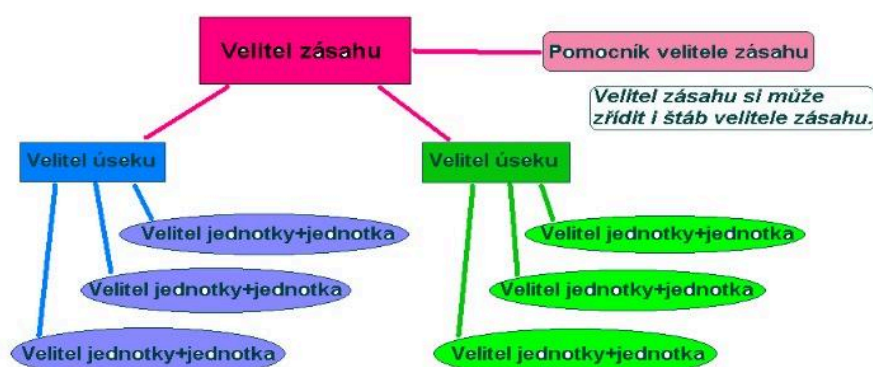 Velitel zásahu
Pomocník velitele zásahu
Velitel zásahu si může
zřídit i štáb velitele zásahu.
Velitel úseku
Velitel úseku
Velitel jednotky+jednotka
Velitel jednotky+jednotka
Velitel jednotky+jednotka
Velitel jednotky+jednotka
Velitel jednotky+jednotka
Velitel jednotky+jednotka